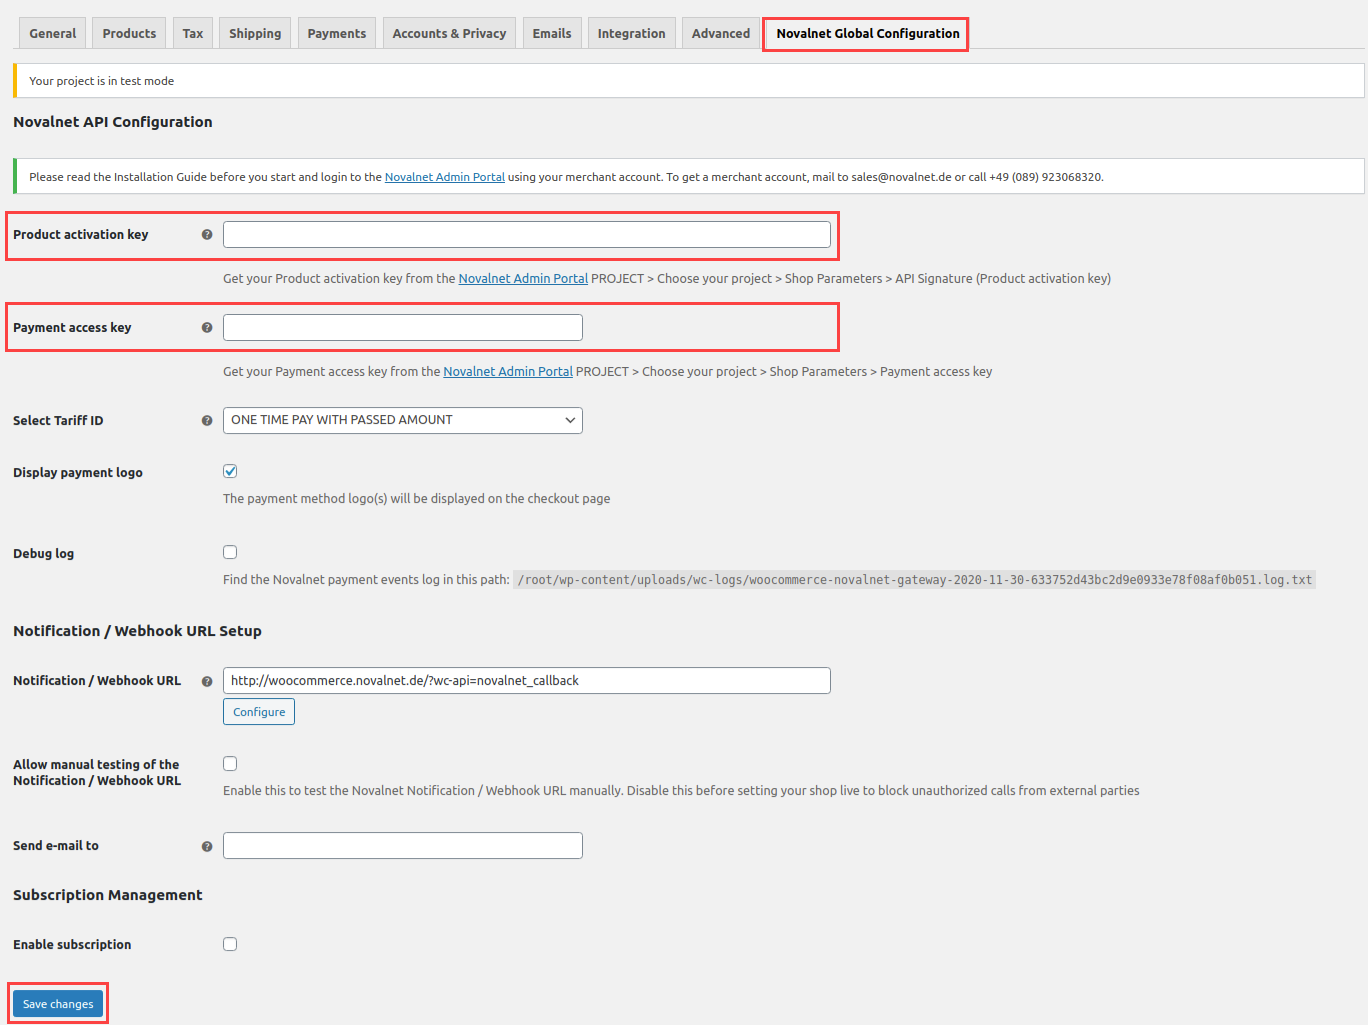 General Products Tax Shipping Payments Accounts & Privacy Emails Integration Advanced Novalnet Global Configuration
Your project is in test mode
Novalnet API Configuration
Please read the Installation Guide before you start and login to the Novalnet Admin Portal using your merchant account. To get a merchant account, mail to sales@novalnet.de or call +49 (089) 923068320.
Product activation key
Get your Product activation key from the Novalnet Admin Portal PROJECT > Choose your project > Shop Parameters > API Signature (Product activation key)
Payment access key
Get your Payment access key from the Novalnet Admin Portal PROJECT > Choose your project > Shop Parameters > Payment access key
Select Tariff ID ONE TIME PAY WITH PASSED AMOUNT
Display payment logo
The payment method logo(s) will be displayed on the checkout page
Debug log
Find the Novalnet payment events log in this path: /root/wp-content/uploads/wc-logs/woocommerce-novalnet-gateway-2020-11-30-633752d43bc2d9e0933e78f08af0b051.log.txt
Notification / Webhook URL Setup
Notification / Webhook URL http://woocommerce.novalnet.de/?wc-api=novalnet_callback
Configure
Allow manual testing of the
Notification / Webhook URL
Enable this to test the Novalnet Notification / Webhook URL manually. Disable this before setting your shop live to block unauthorized calls from external parties
Send e-mail to
Subscription Management
Enable subscription
Save changes